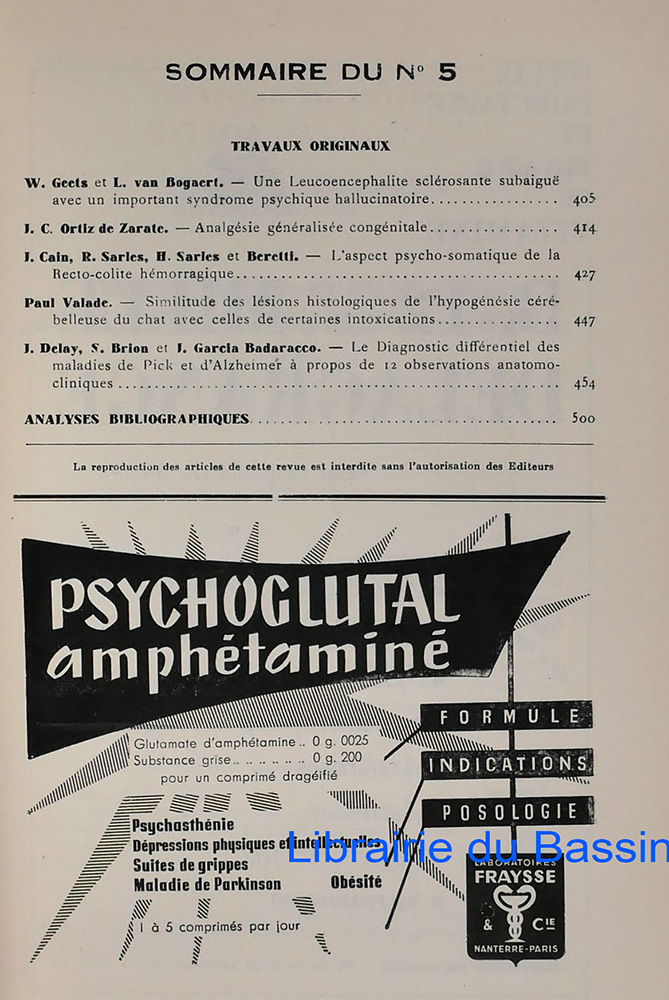 SOMMAIRE DU Nº 5
TRAVAUX ORIGINAUX
W. Geets et L. van Bogaert. — Une Leucoencephalite sclérosante subaiguë
avec un important syndrome psychique hallucinatoire................. 405
J. C. Ortiz de Zarate. — Analgésie généralisée congénitale................. 414
J. Cain, R. Sarles, H. Sarles et Beretti. — L'aspect psycho-somatique de la
Recto-colite hémorragique.......................................... 427
Paul Valade. — Similitude des lésions histologiques de l'hypogénésie céré-
belleuse du chat avec celles de certaines intoxications................ 447
J. Delay, S. Brion et J. Garcia Badaracco. — Le Diagnostic différentiel des
maladies de Pick et d'Alzheimer à propos de 12 observations anatomo-
cliniques .......................................................... 454
ANALYSES BIBLIOGRAPHIQUES. ...... ................................ 500
La reproduction des articles de cette revue est interdite sans l'autorisation des Editeurs
PSYCHOGLUTAL
amphétaminé
FORMULE
Glutamate d'amphétamine.. 0 g. 0025
Substance grise.. ........ 0 g. 200
pour un comprimé dragéifié
INDICATIONS
POSOLOGIE
Psychasthénie
Dépressions physiques et intellectuelles
Suites de grippes
Maladie de Parkinson Obésité
1 à 5 comprimés par jour
Librairie du Bassin
LABORATOIRES
FRAYSSE
& CIE
NANTERRE-PARIS